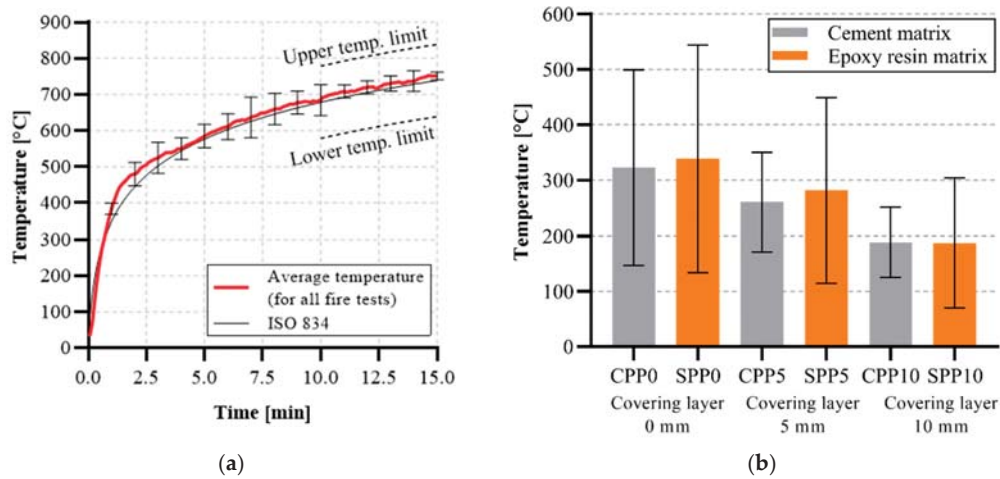 900
800
700
600
500
400
300
200
100
0
Temperature [°C]
Upper temp. limit
Lower temp. limit
Average temperature
(for all fire tests)
ISO 834
0.0 2.5 5.0 7.5 10.0 12.5 15.0
Time [min]
(a)
600
500
400
300
200
100
0
Temperature [°C]
Cement matrix
Epoxy resin matrix
CPP0 SPP0 CPP5 SPP5 CPP10 SPP10
Covering layer Covering layer Covering layer
0 mm 5 mm 10 mm
(b)